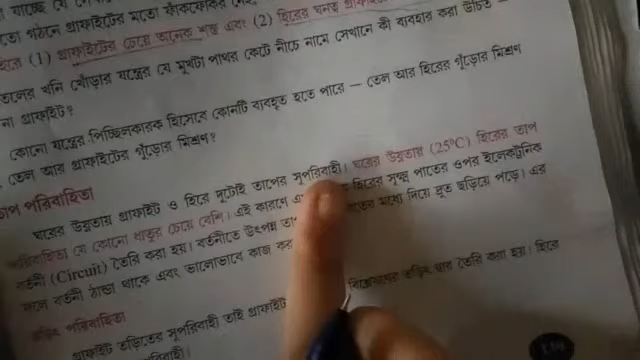 যাচ্ছে যে
তো গঠনে গ্রাফাইটের মতো ফাঁকফোকর নেই,
হীরে (1) গ্রাফাইটের চেয়ে অনেক শক্ত এবং (2) হীরের ঘনত্ব গ্রাফাই
তেলের খনি খোঁড়ার যন্ত্রের যে মুখটা পাথর কেটে নীচে নামে সেখানে কী ব্যবহার করা উচিত —
না গ্রাফাইট?
কোনো যন্ত্রের পিচ্ছিলকারক হিসেবে কোনটি ব্যবহৃত হতে পারে — তেল আর হিরের গুঁড়োর মিশ্রণ
তেল আর গ্রাফাইটের গুঁড়োর মিশ্রণ?
তাপ পরিবাহিতা
ঘরের উষ্ণতায় গ্রাফাইট ও হিরে দুটোই তাপের সুপরিবাহী। ঘরের উষ্ণতায় (25°C) হিরের তাপ
পরিবাহিতা যে কোনো ধাতুর চেয়ে বেশি। এই কারণে হিরের সূক্ষ্ম পাতের ওপর ইলেকট্রনিক
বর্তনী (Circuit) তৈরি করা হয়। বর্তনীতে উৎপন্ন তা মধ্যে দিয়ে দ্রুত ছড়িয়ে পড়ে। এর
ফলে বর্তনী ঠান্ডা থাকে এবং ভালোভাবে কাজ কর
তড়িৎ পরিবাহিতা
গ্রাফাইট তড়িতের সুপরিবাহী তাই গ্রাফাইট তড়িৎ দ্বার তৈরি করা হয়। হিরে